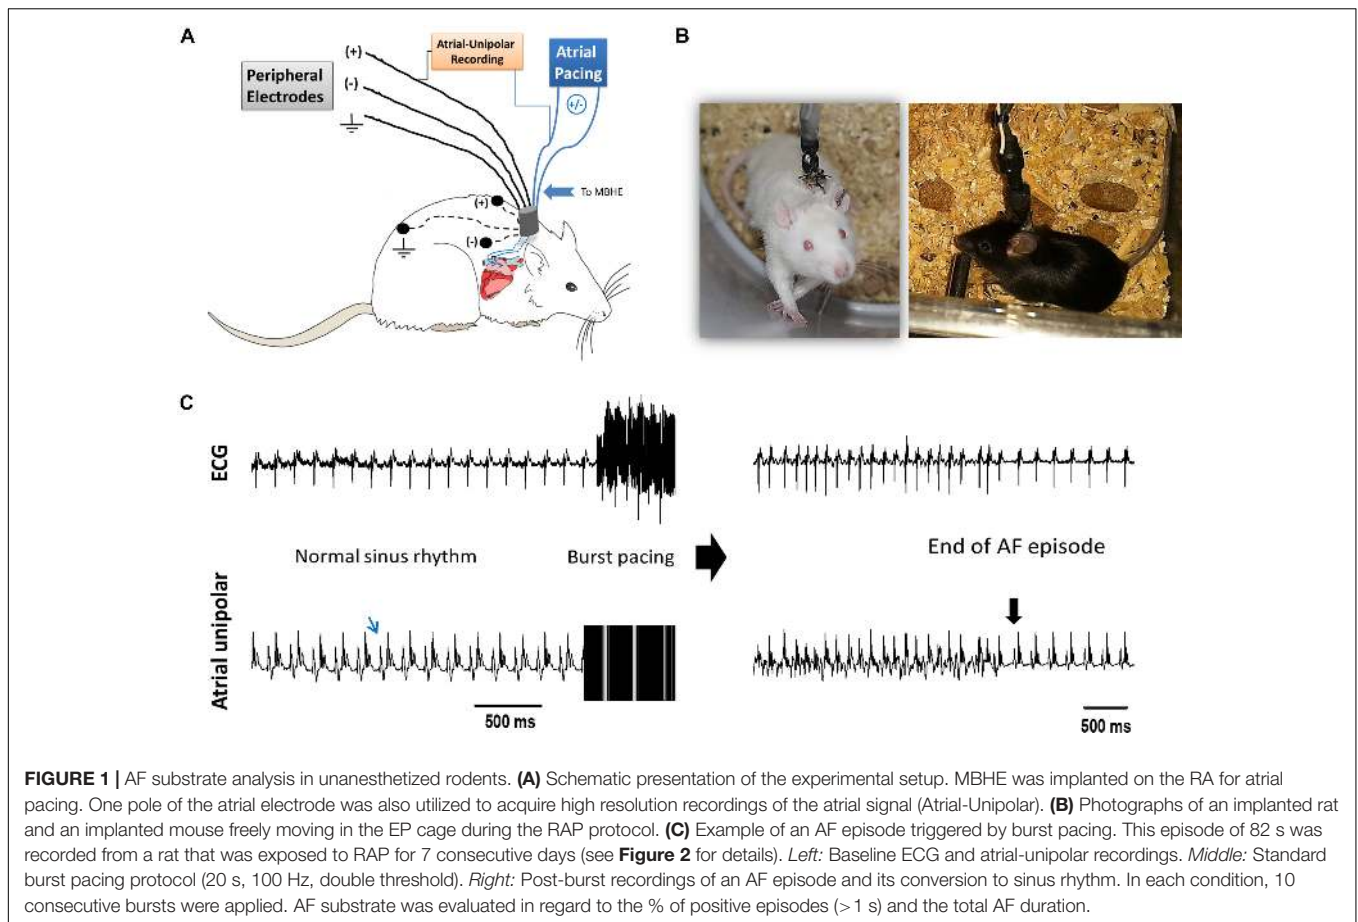 A
Peripheral
Electrodes
(+)
(-)
Atrial-Unipolar
Recording
Atrial
Pacing
+/-
To MBHE
(+)
(-)
B
C
ECG
Normal sinus rhythm
Burst pacing
End of AF episode
Atrial unipolar
500 ms
500 ms
FIGURE 1 | AF substrate analysis in unanesthetized rodents. (A) Schematic presentation of the experimental setup. MBHE was implanted on the RA for atrial
pacing. One pole of the atrial electrode was also utilized to acquire high resolution recordings of the atrial signal (Atrial-Unipolar). (B) Photographs of an implanted rat
and an implanted mouse freely moving in the EP cage during the RAP protocol. (C) Example of an AF episode triggered by burst pacing. This episode of 82 s was
recorded from a rat that was exposed to RAP for 7 consecutive days (see Figure 2 for details). Left: Baseline ECG and atrial-unipolar recordings. Middle: Standard
burst pacing protocol (20 s, 100 Hz, double threshold). Right: Post-burst recordings of an AF episode and its conversion to sinus rhythm. In each condition, 10
consecutive bursts were applied. AF substrate was evaluated in regard to the % of positive episodes (>1 s) and the total AF duration.